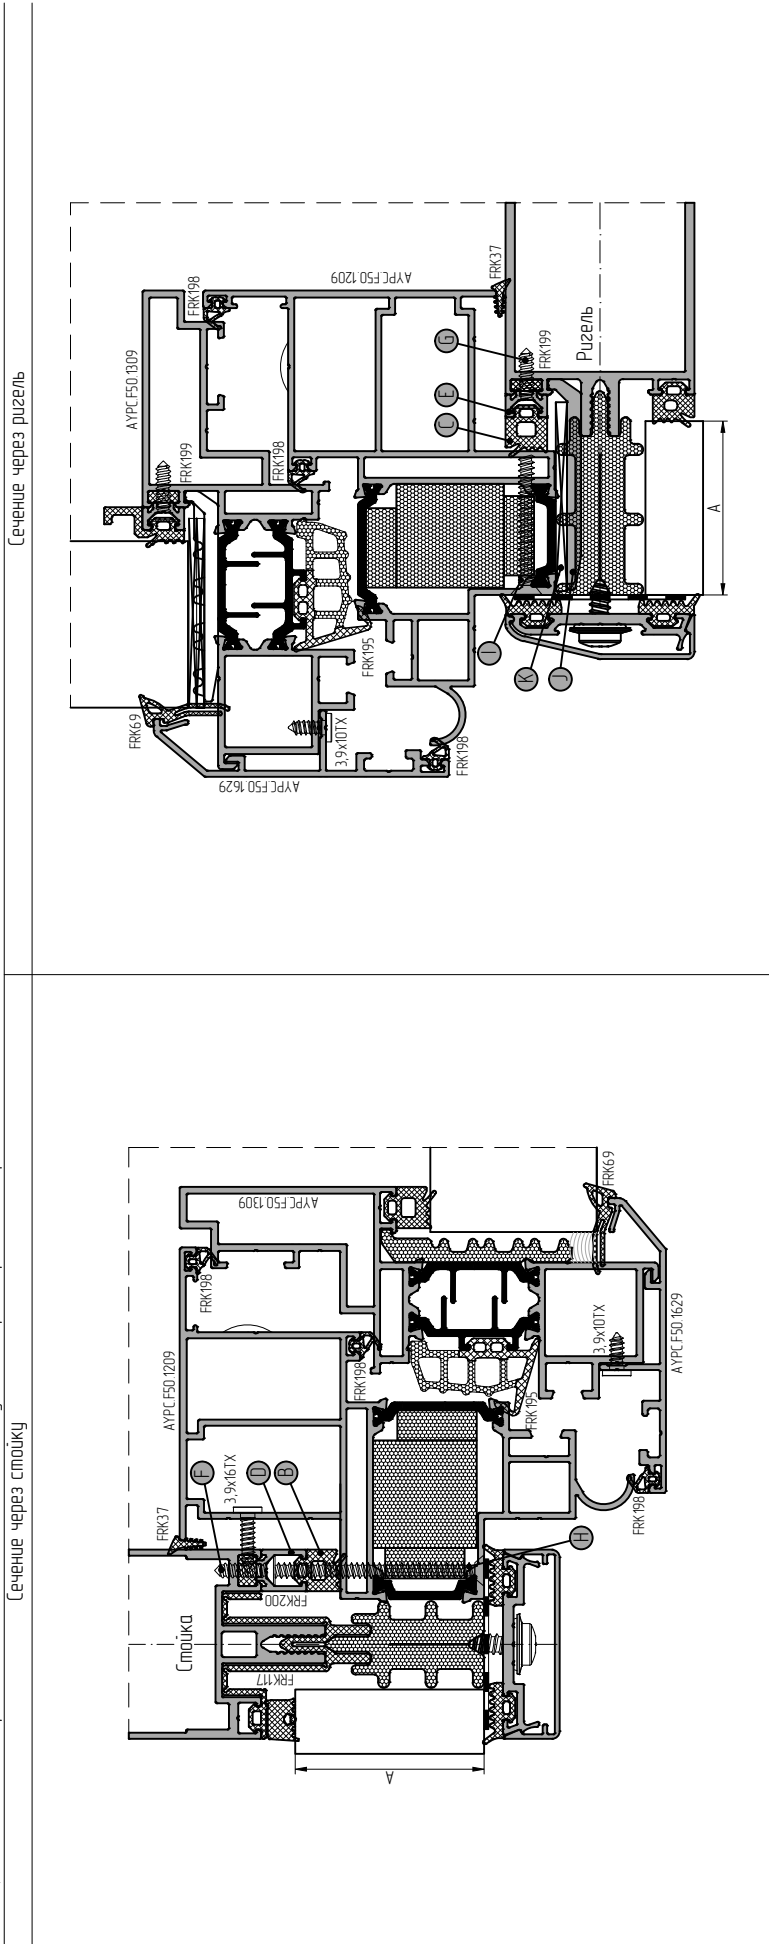 Сечение через стойку
Стойка
FRK37
F
3,9x16TX
D
B
FRK200
FRK117
A
H
AYPC.F50.1209
FRK198
FRK198
AYPC.F50.1309
FRK195
FRK198
3,9x10TX
AYPC.F50.1629
FRK69
Сечение через ригель
AYPC.F50.1309
FRK198
AYPC.F50.1209
FRK199
FRK198
FRK37
G
E
C
FRK199
Ригель
A
FRK69
FRK195
3,9x10TX
FRK198
AYPC.F50.1629
I
K
J